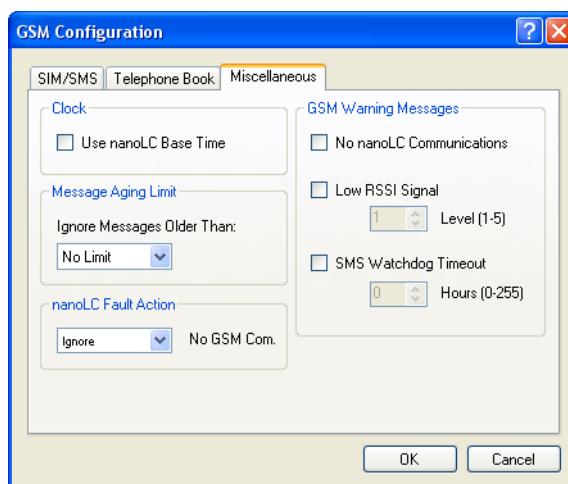 GSM Configuration
SIM/SMS Telephone Book Miscellaneous
Clock
Use nanoLC Base Time
Message Aging Limit
Ignore Messages Older Than:
No Limit
nanoLC Fault Action
Ignore No GSM Com.
GSM Warning Messages
No nanoLC Communications
Low RSSI Signal
1 Level (1-5)
SMS Watchdog Timeout
0 Hours (0-255)
OK Cancel